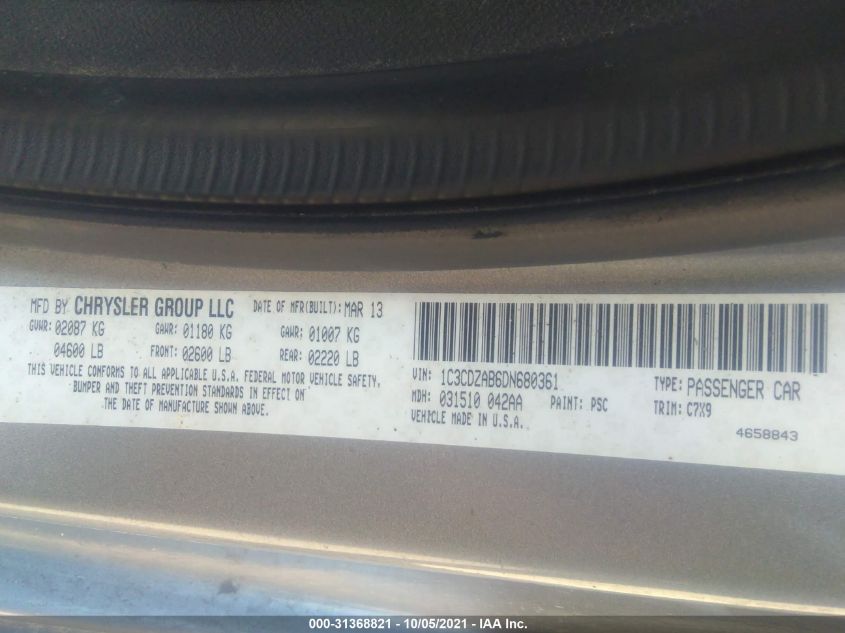 MFD BY CHRYSLER GROUP LLC DATE OF MFR(BUILT): MAR 13
GVWR: 02087 KG GAWR: 01180 KG GAWR: 01007 KG
04600 LB FRONT: 02600 LB REAR: 02220 LB
THIS VEHICLE CONFORMS TO ALL APPLICABLE U.S.A. FEDERAL MOTOR VEHICLE SAFETY,
BUMPER AND THEFT PREVENTION STANDARDS IN EFFECT ON
THE DATE OF MANUFACTURE SHOWN ABOVE.
VIN: 1C3CDZAB6DN680361 TYPE: PASSENGER CAR
MDH: 031510 042AA PAINT: PSC TRIM: C7X9
VEHICLE MADE IN U.S.A. 4658843
000-31368821 - 10/05/2021 - IAAI.com